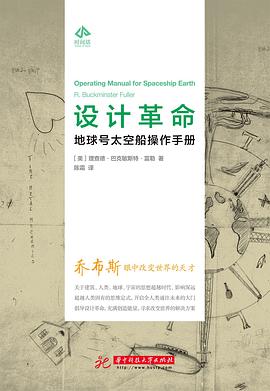 时间塔
Operating Manual for Spaceship Earth
R. Buckminster Fuller
设计革命
地球号太空船操作手册
[美] 理查德·巴克敏斯特·富勒 著
陈霜 译
乔布斯眼中改变世界的天才
关于建筑、人类、地球、宇宙的思想超越时代，影响深远
超越人类固有的思维定式，开启令人类通往未来的大门
倡导设计革命，充满创造能量，寻求改变世界的解决方案
华中科技大学出版社